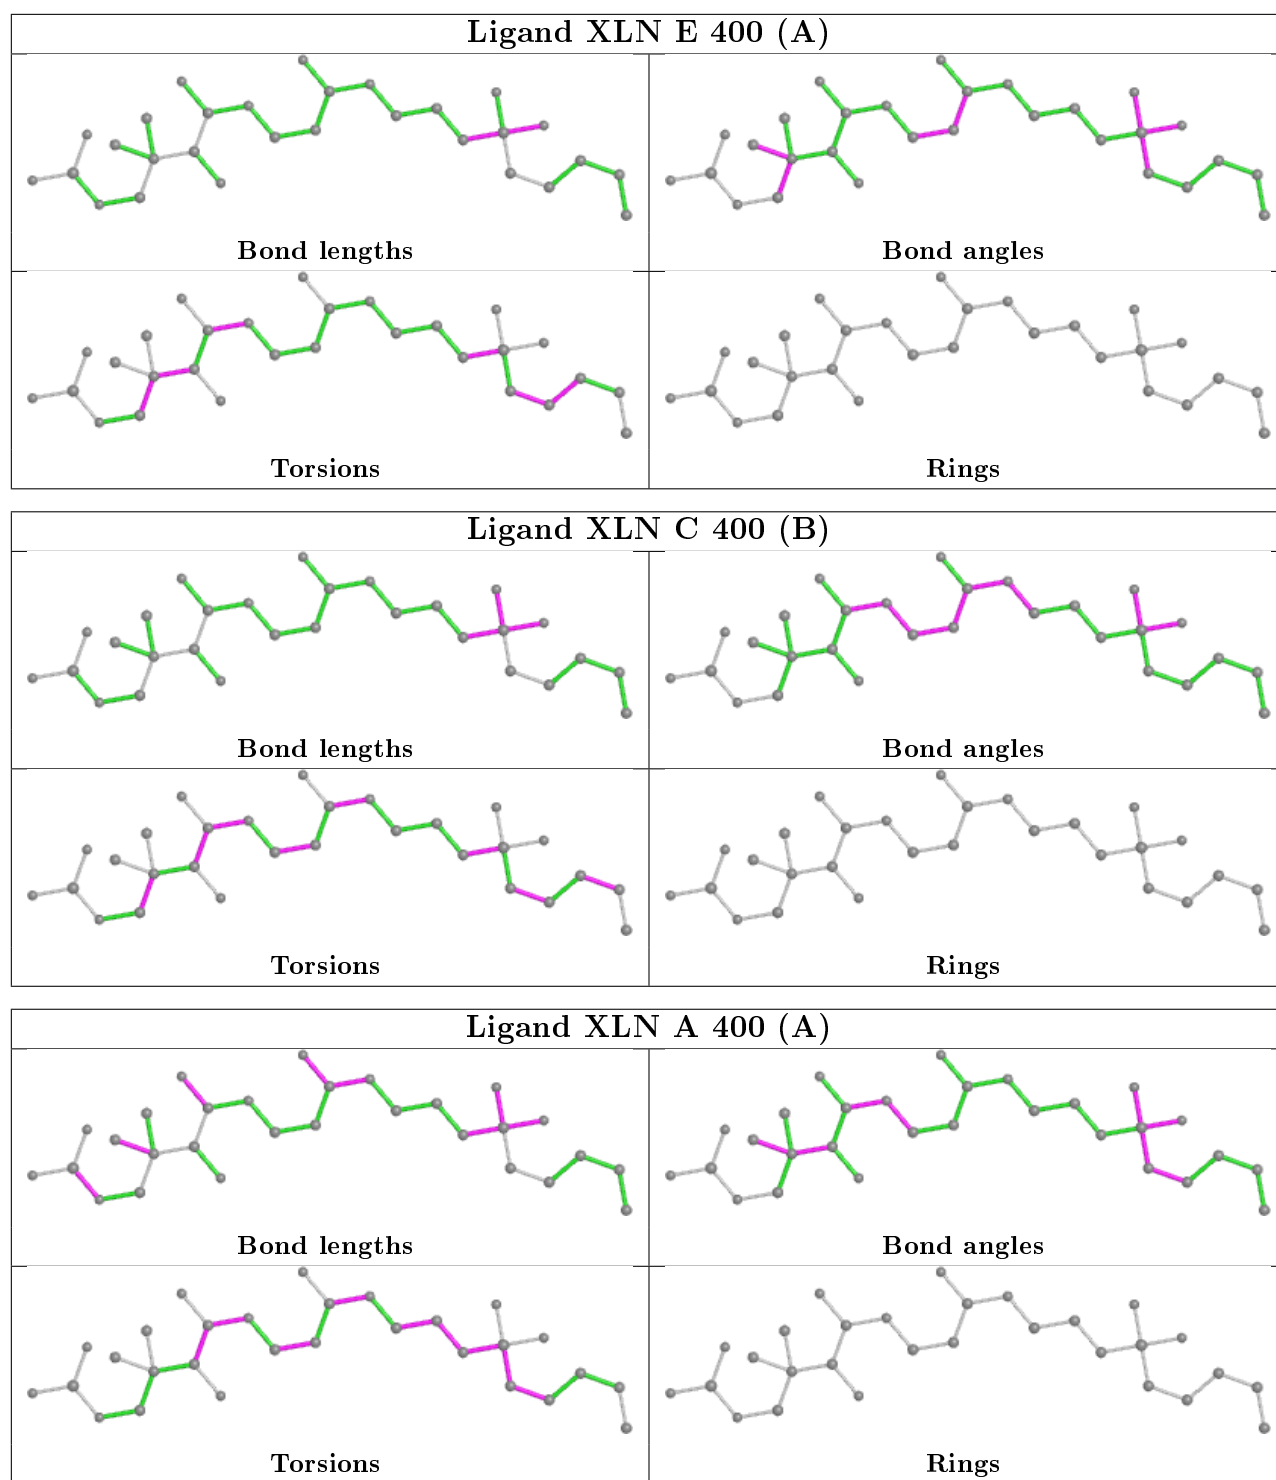 Ligand XLN E 400 (A)
Bond lengths
Bond angles
Torsions
Rings
Ligand XLN C 400 (B)
Bond lengths
Bond angles
Torsions
Rings
Ligand XLN A 400 (A)
Bond lengths
Bond angles
Torsions
Rings